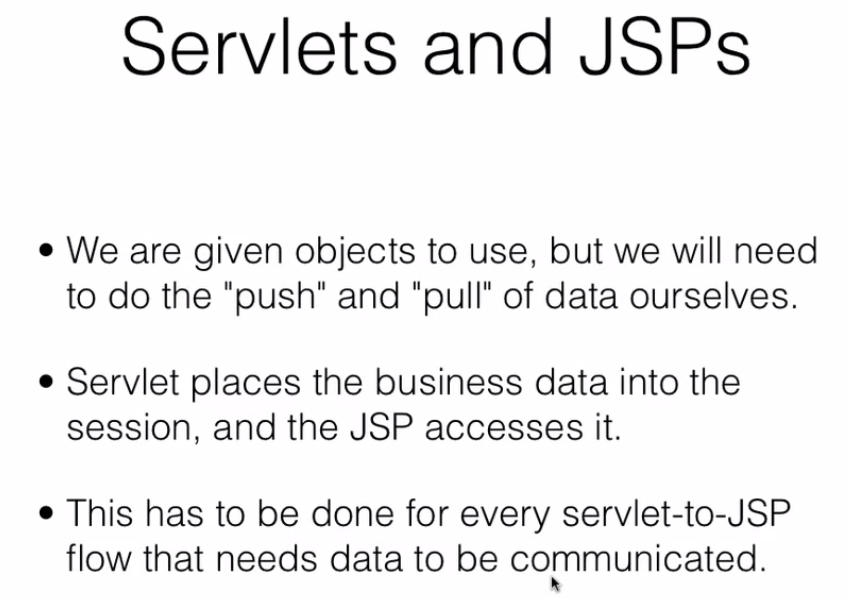 Servlets and JSPs
• We are given objects to use, but we will need
to do the "push" and "pull" of data ourselves.
• Servlet places the business data into the
session, and the JSP accesses it.
• This has to be done for every servlet-to-JSP
flow that needs data to be communicated.